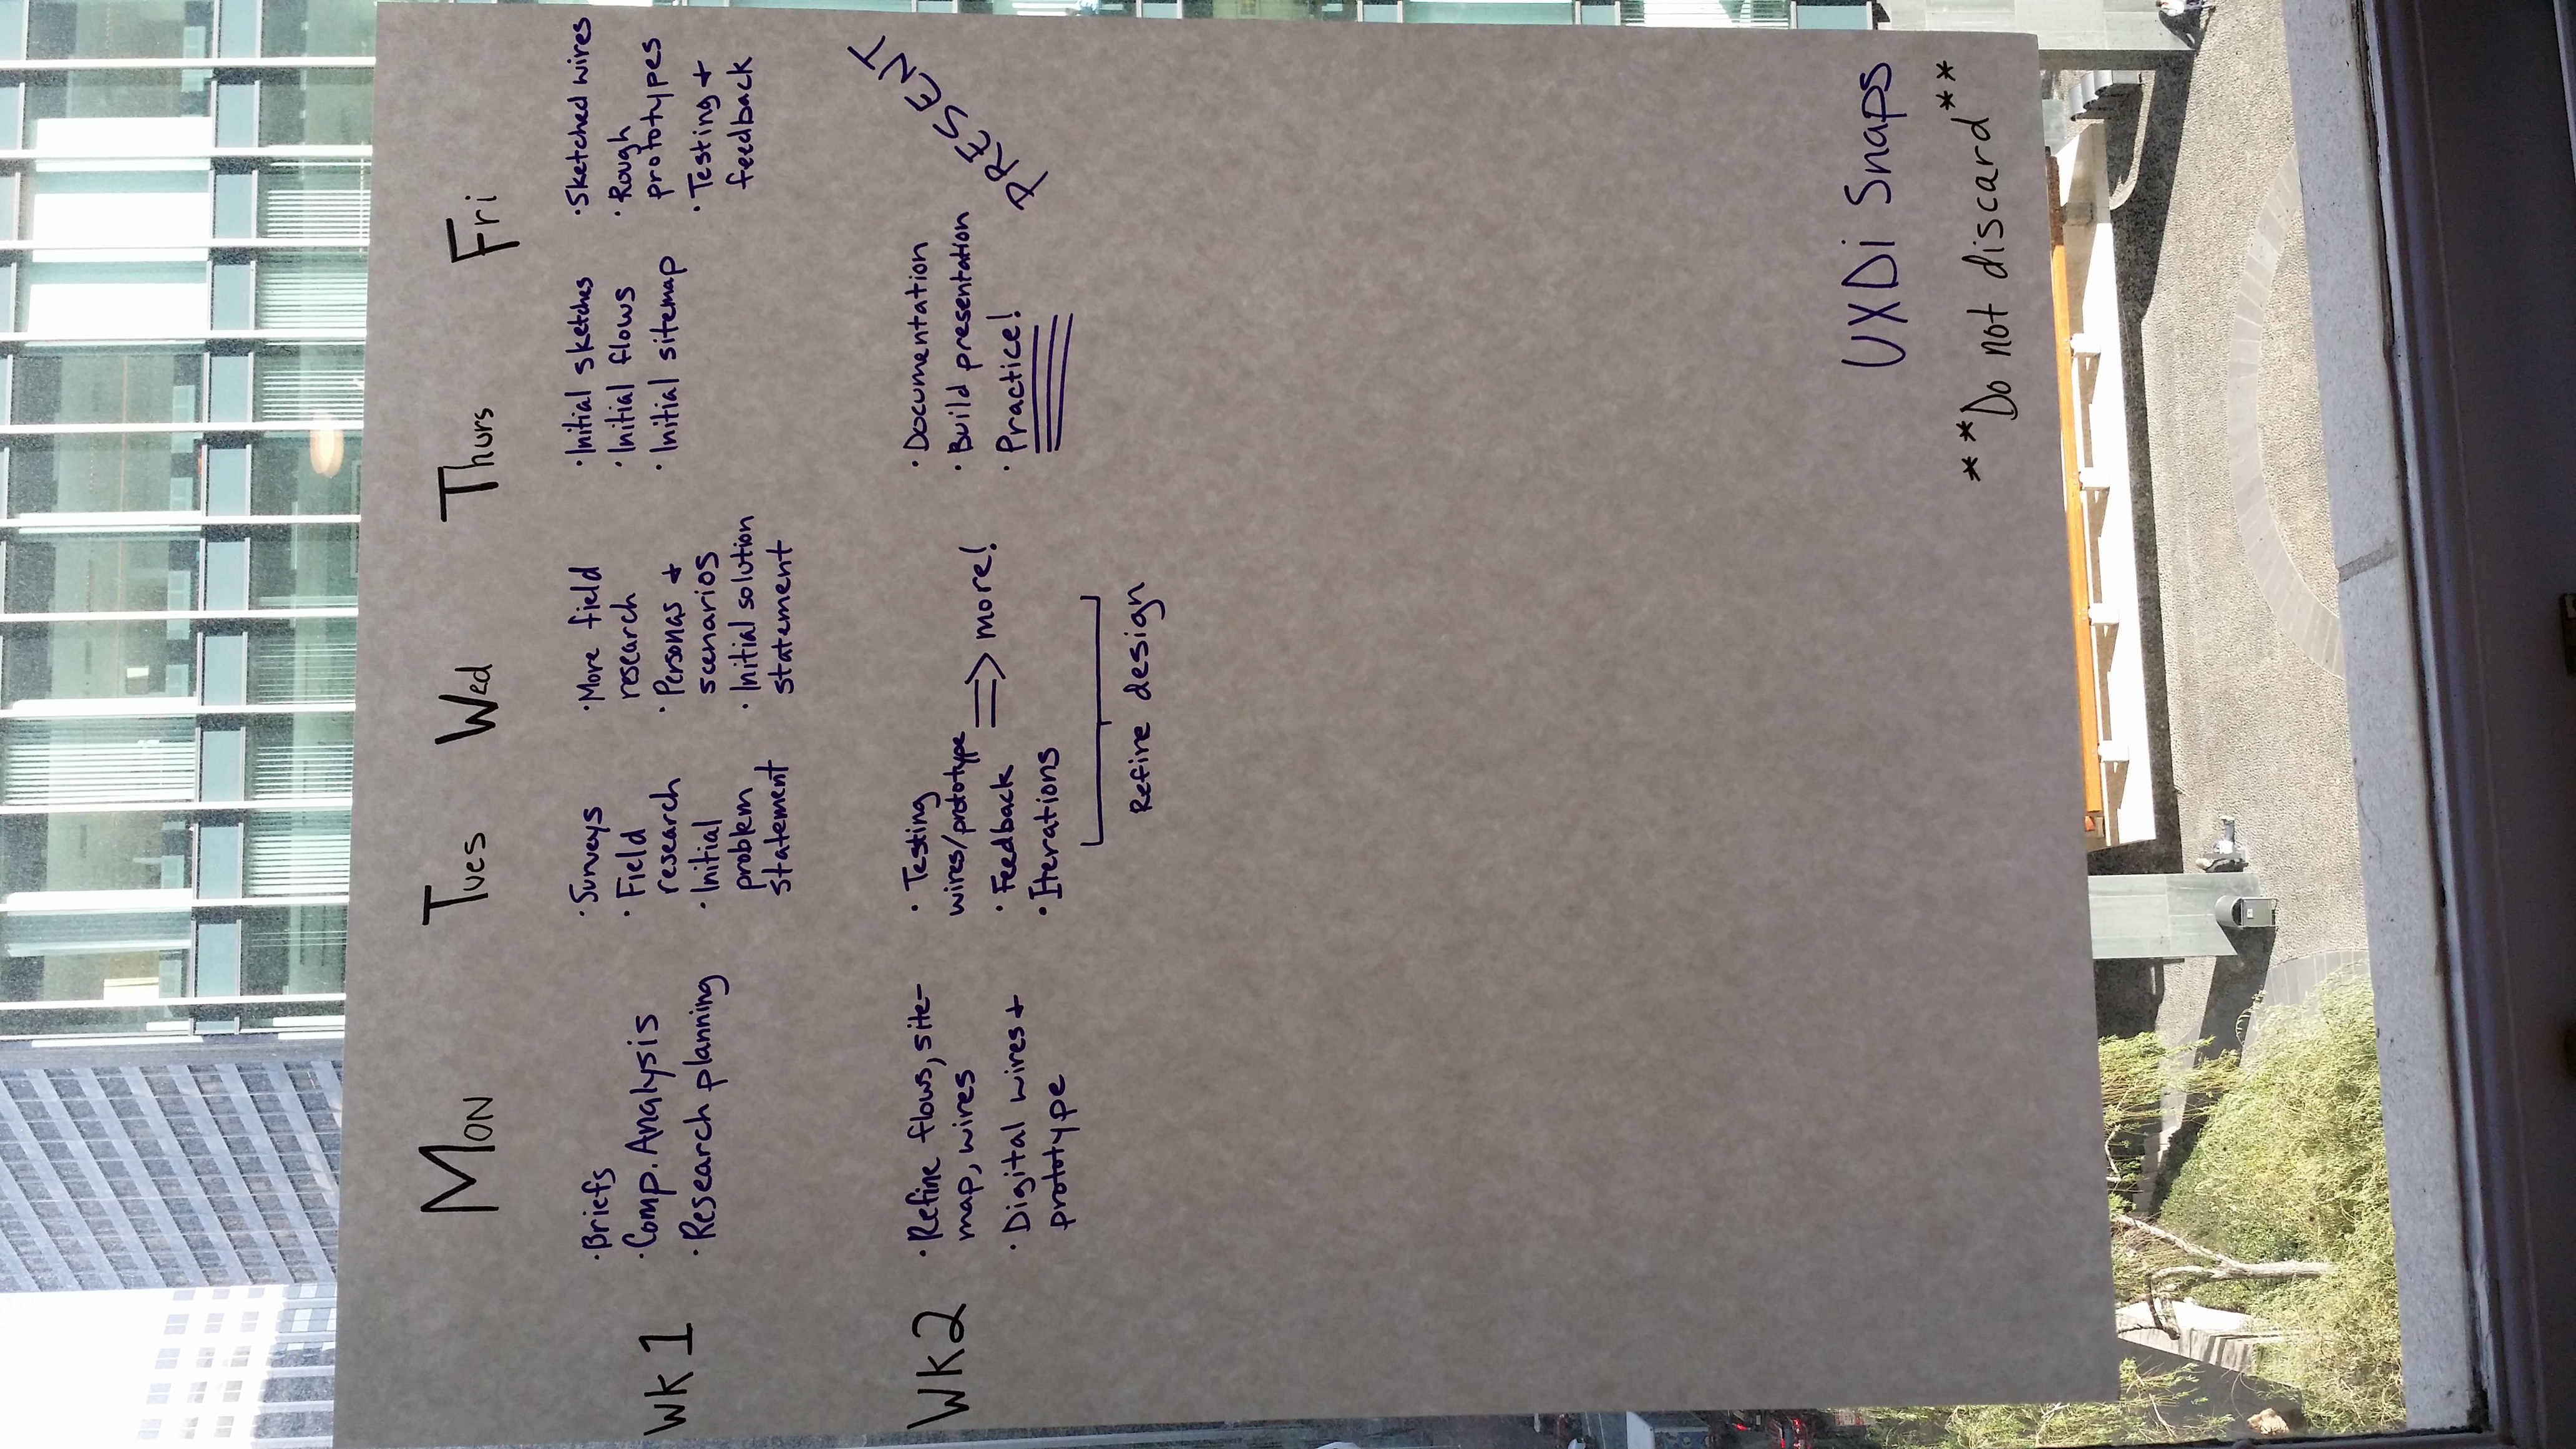 Mon Tues Wed Thurs Fri
Wk 1
·Briefs
·Comp. Analysis
·Research planning
·Surveys
·Field
research
·Initial
problem
statement
·More field
research
·Personas +
scenarios
·Initial solution
statement
·Initial sketches
·Initial flows
·Initial sitemap
·Sketched wires
·Rough
prototypes
·Testing +
feedback
Wk2
·Refine flows, site-
map, wires
·Digital wires +
prototype
·Testing
wires/prototype
·Feedback
·Iterations
⇒ more!
Refine design
·Documentation
·Build presentation
·Practice!
PRESENT
UXDi Snaps
**Do not discard**